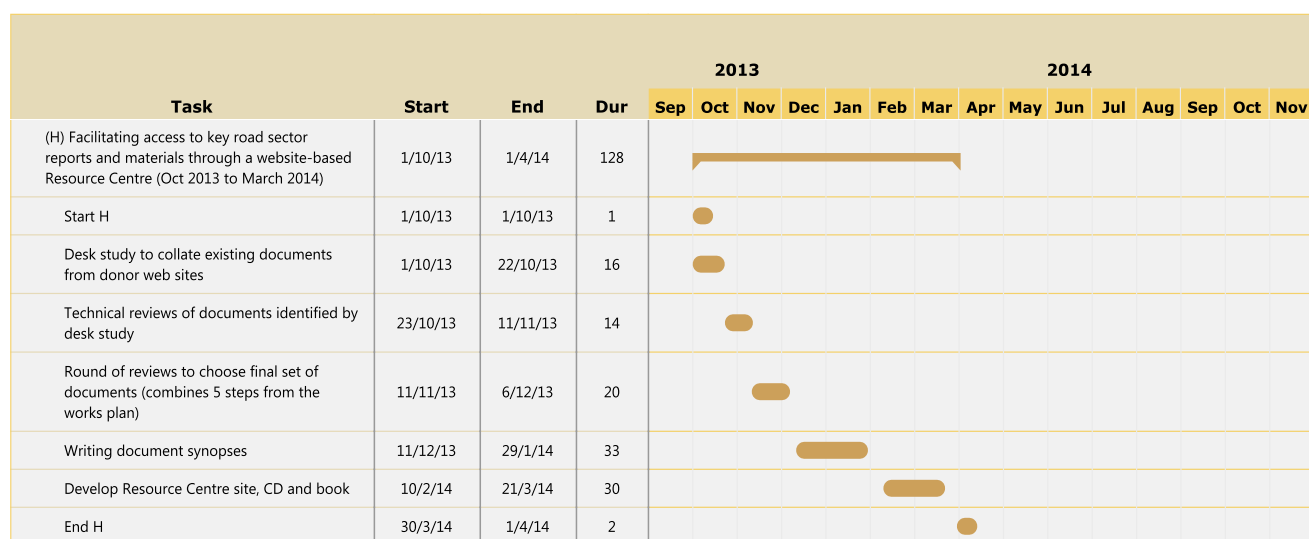 2013 2014
Task Start End Dur Sep Oct Nov Dec Jan Feb Mar Apr May Jun Jul Aug Sep Oct Nov
(H) Facilitating access to key road sector
reports and materials through a website-based 1/10/13 1/4/14 128
Resource Centre (Oct 2013 to March 2014)
Start H 1/10/13 1/10/13 1
Desk study to collate existing documents
from donor web sites 1/10/13 22/10/13 16
Technical reviews of documents identified by
desk study 23/10/13 11/11/13 14
Round of reviews to choose final set of
documents (combines 5 steps from the 11/11/13 6/12/13 20
works plan)
Writing document synopses 11/12/13 29/1/14 33
Develop Resource Centre site, CD and book 10/2/14 21/3/14 30
End H 30/3/14 1/4/14 2